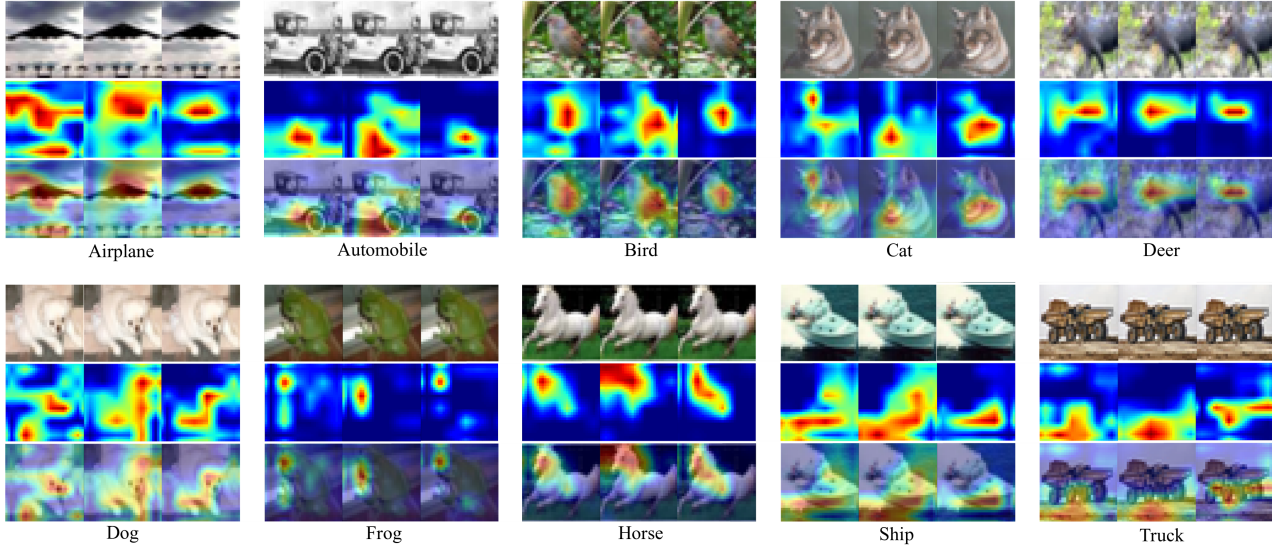 Airplane
Automobile
Bird
Cat
Deer
Dog
Frog
Horse
Ship
Truck